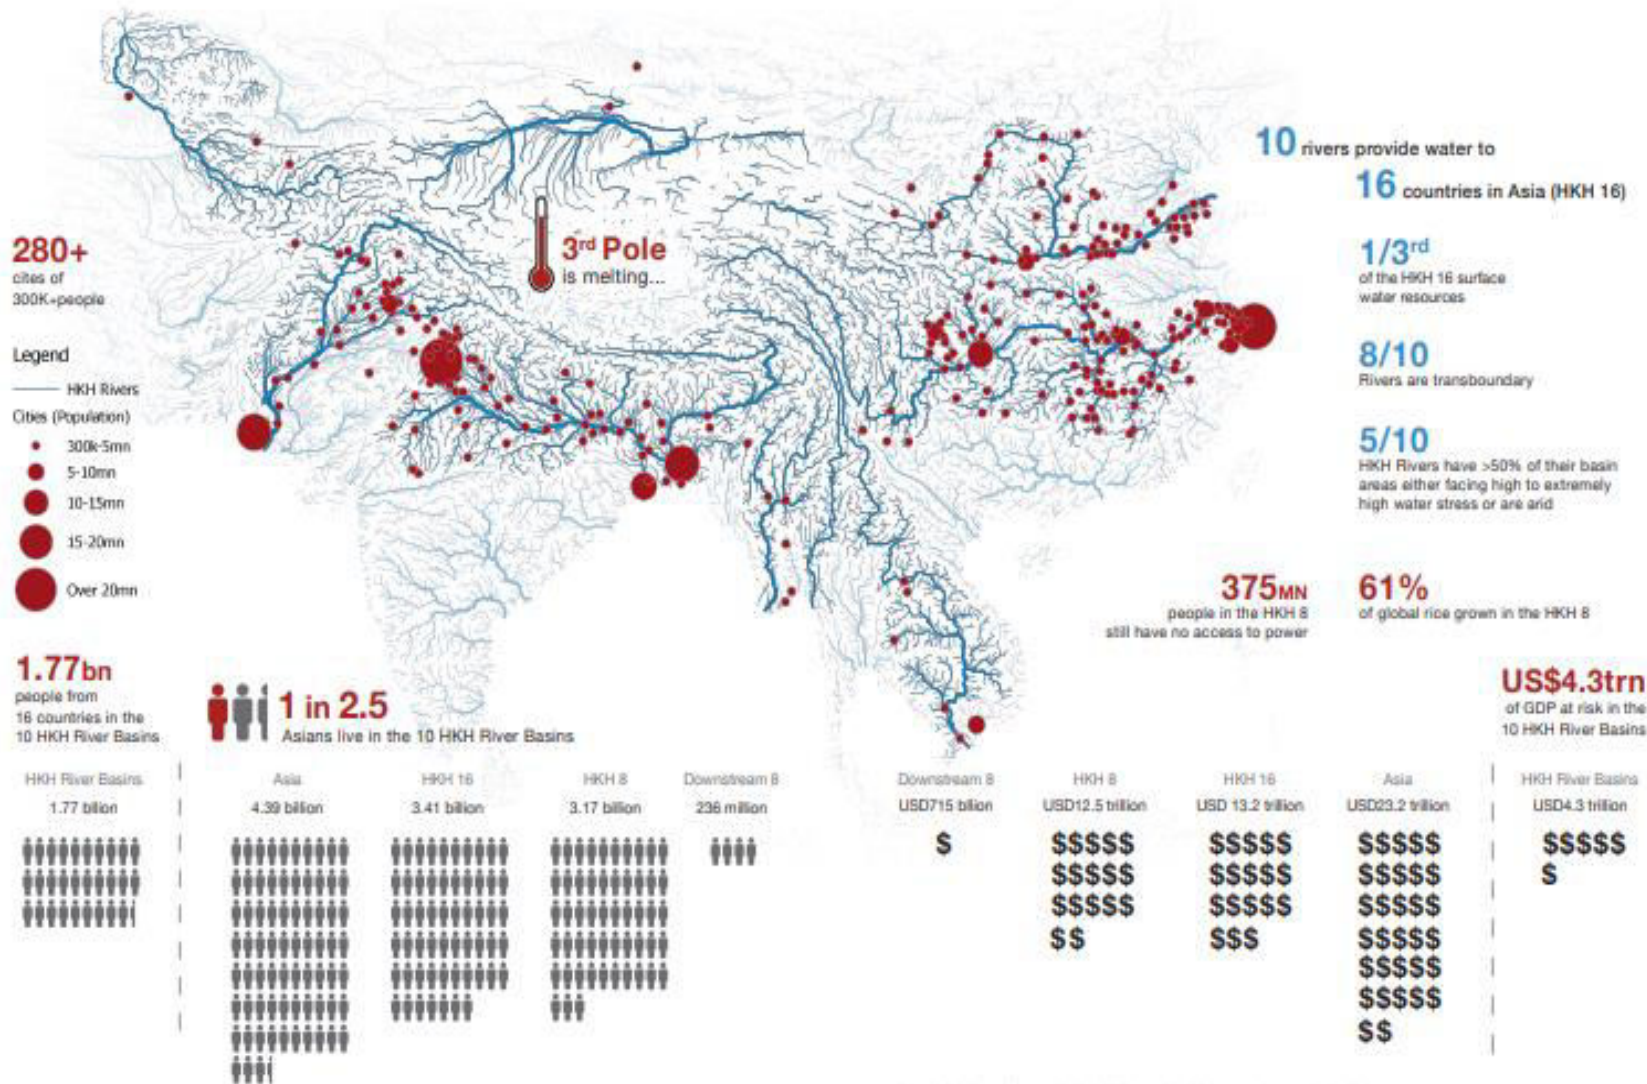 10 rivers provide water to
16 countries in Asia (HKH 16)
280+
cites of
300K+people
3rd Pole
is melting...
1/3rd
of the HKH 16 surface
water resources
Legend
HKH Rivers
Cities (Population)
300k-5mn
5-10mn
10-15mn
15-20mn
Over 20mn
8/10
Rivers are transboundary
5/10
HKH Rivers have >50% of their basin
areas either facing high to extremely
high water stress or are arid
375MN
people in the HKH 8
still have no access to power
61%
of global rice grown in the HKH 8
1.77bn
people from
16 countries in the
10 HKH River Basins
1 in 2.5
Asians live in the 10 HKH River Basins
US$4.3trn
of GDP at risk in the
10 HKH River Basins
HKH River Basins
1.77 billion
Asia
4.39 billion
HKH 16
3.41 billion
HKH 8
3.17 billion
Downstream 8
236 million
Downstream 8
USD715 bllion
$
HKH 8
USD12.5 trillion
$$$$$
$$$$$
$$$$$
$$
HKH 16
USD 13.2 trillion
$$$$$
$$$$$
$$$$$
$$$
Asia
USD23.2 trillion
$$$$$
$$$$$
$$$$$
$$$$$
$$$$$
$$$$$
$$
HKH River Basins
USD4.3 trillion
$$$$$
$